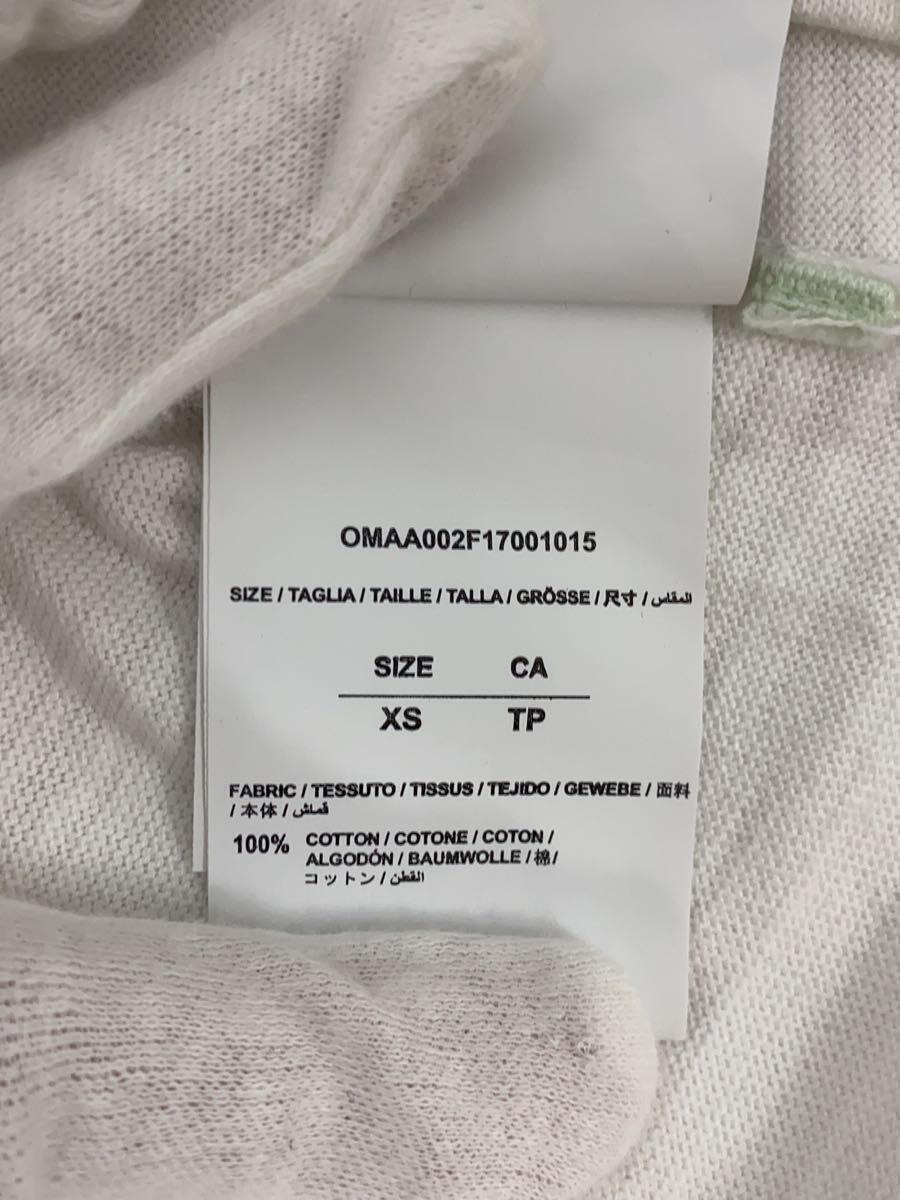 OMAA002F17001015
SIZE / TAGLIA / TAILLE / TALLA / GRÖSSE / 尺寸 / المقاس
SIZE CA
XS TP
FABRIC / TESSUTO / TISSUS / TEJIDO / GEWEBE / 面料
/ 本体 / قماش
100% COTTON / COTONE / COTON /
ALGODÓN / BAUMWOLLE / 棉 /
コットン / القطن